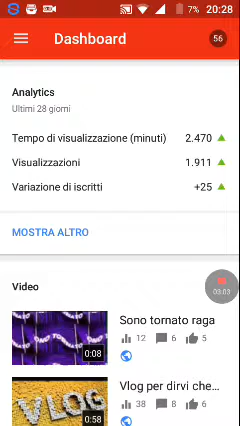 7% 20:28
Dashboard 56
Analytics
Ultimi 28 giorni
Tempo di visualizzazione (minuti) 2.470
Visualizzazioni 1.911
Variazione di iscritti +25
MOSTRA ALTRO
03:03
Video
Sono tornato raga
0:08
12 6 5
Vlog per dirvi che…
VLOG
0:58
38 8 6